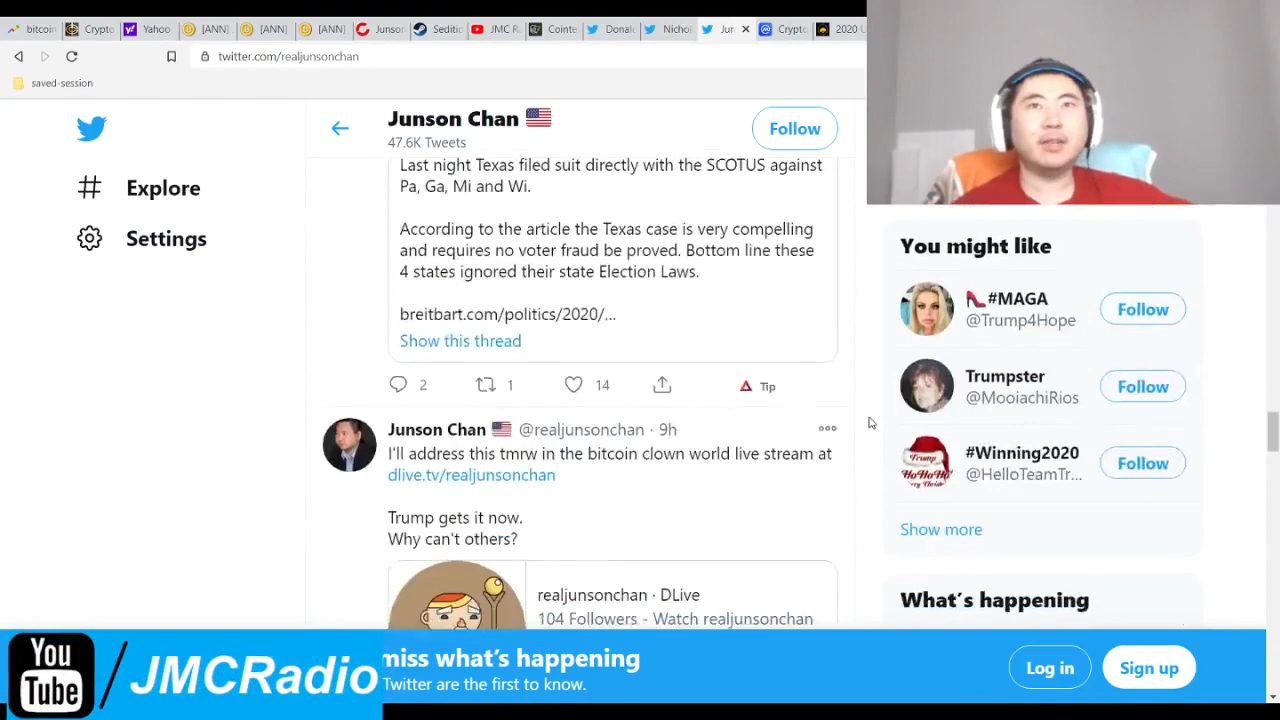 bitcoin
Crypto
Yahoo
[ANN]
[ANN]
[ANN]
Junson
Seditio
JMC R
Cointe
Donal
Nichol
Jun
Crypto
2020 U
twitter.com/realjunsonchan
saved-session
Explore
Settings
Junson Chan
47.6K Tweets
Follow
Last night Texas filed suit directly with the SCOTUS against
Pa, Ga, Mi and Wi.
According to the article the Texas case is very compelling
and requires no voter fraud be proved. Bottom line these
4 states ignored their state Election Laws.
breitbart.com/politics/2020/...
Show this thread
2
1
14
Tip
Junson Chan @realjunsonchan · 9h
I'll address this tmrw in the bitcoin clown world live stream at
dlive.tv/realjunsonchan
Trump gets it now.
Why can't others?
realjunsonchan - DLive
104 Followers - Watch realjunsonchan
You might like
#MAGA
@Trump4Hope
Follow
Trumpster
@MooiachiRios
Follow
#Winning2020
@HelloTeamTr...
Follow
Show more
What's happening
You
Tube
/JMCRadio
miss what's happening
Twitter are the first to know.
Log in
Sign up